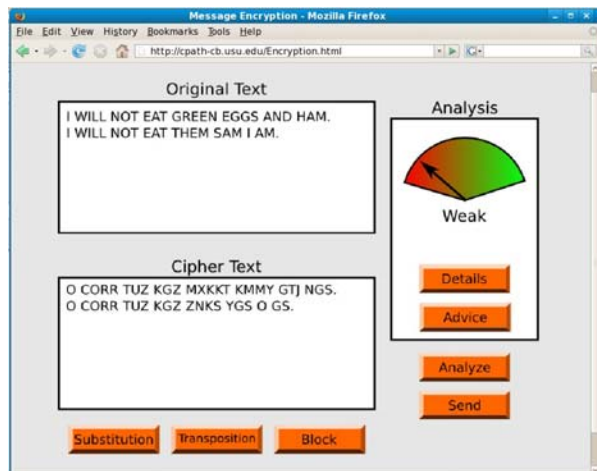 Message Encryption - Mozilla Firefox
File Edit View History Bookmarks Tools Help
http://cpath-cb.usu.edu/Encryption.html
Original Text
I WILL NOT EAT GREEN EGGS AND HAM.
I WILL NOT EAT THEM SAM I AM.
Analysis
Weak
Cipher Text
O CORR TUZ KGZ MXKKT KMMY GTJ NGS.
O CORR TUZ KGZ ZNKS YGS O GS.
Details
Advice
Analyze
Send
Substitution Transposition Block